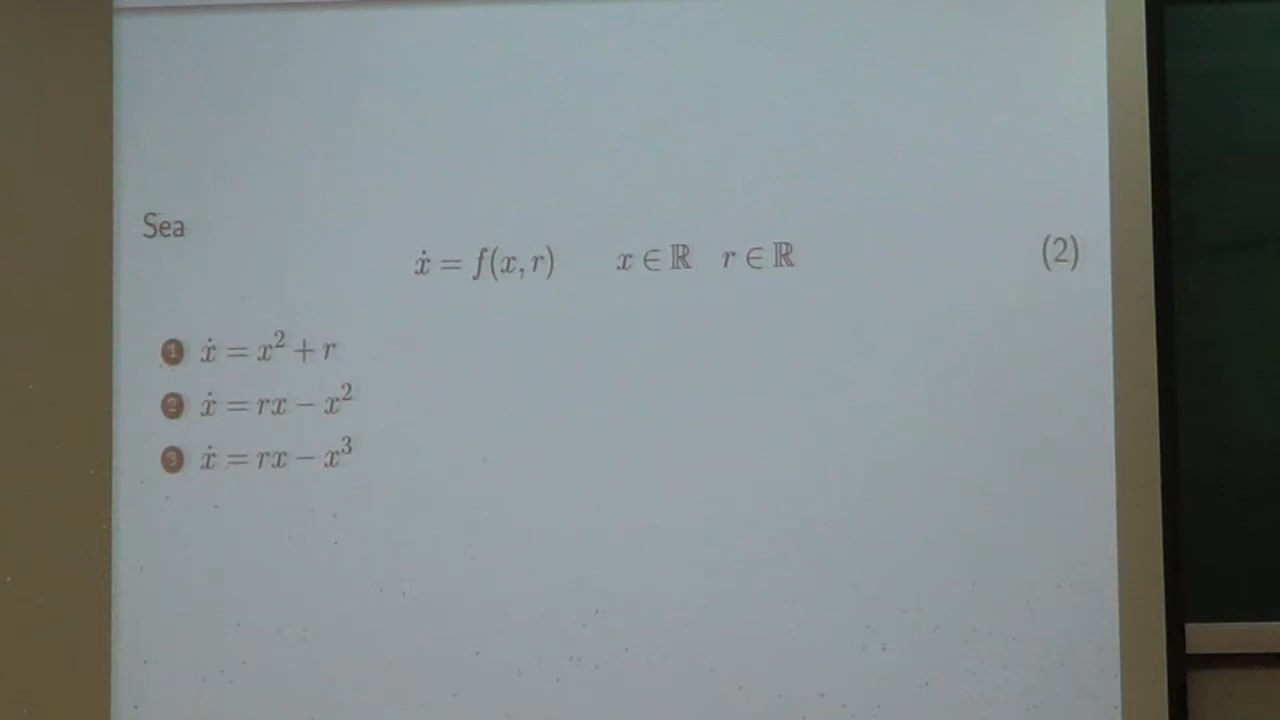 Sea
ẋ = f(x, r) x ∈ ℝ r ∈ ℝ (2)
1 ẋ = x² + r
2 ẋ = rx − x²
3 ẋ = rx − x³